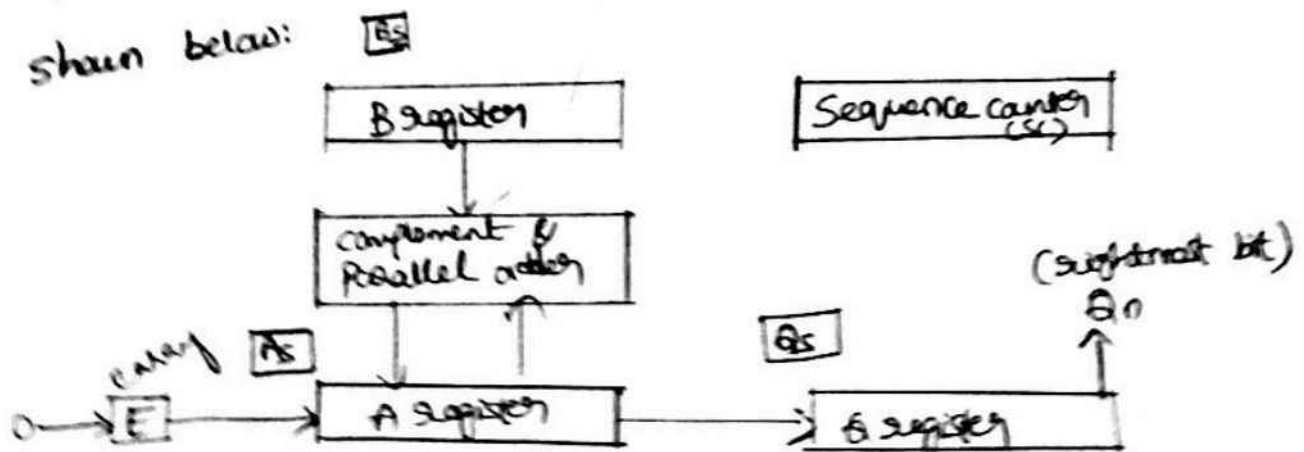 shown below:
Bs
B register
Sequence counter
(SC)
complement &
Parallel adder
(rightmost bit)
Qn
carry
As
Qs
0
E
A register
Q register